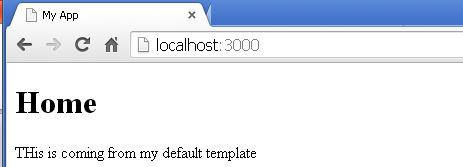 My App
localhost:3000
Home
THis is coming from my default template